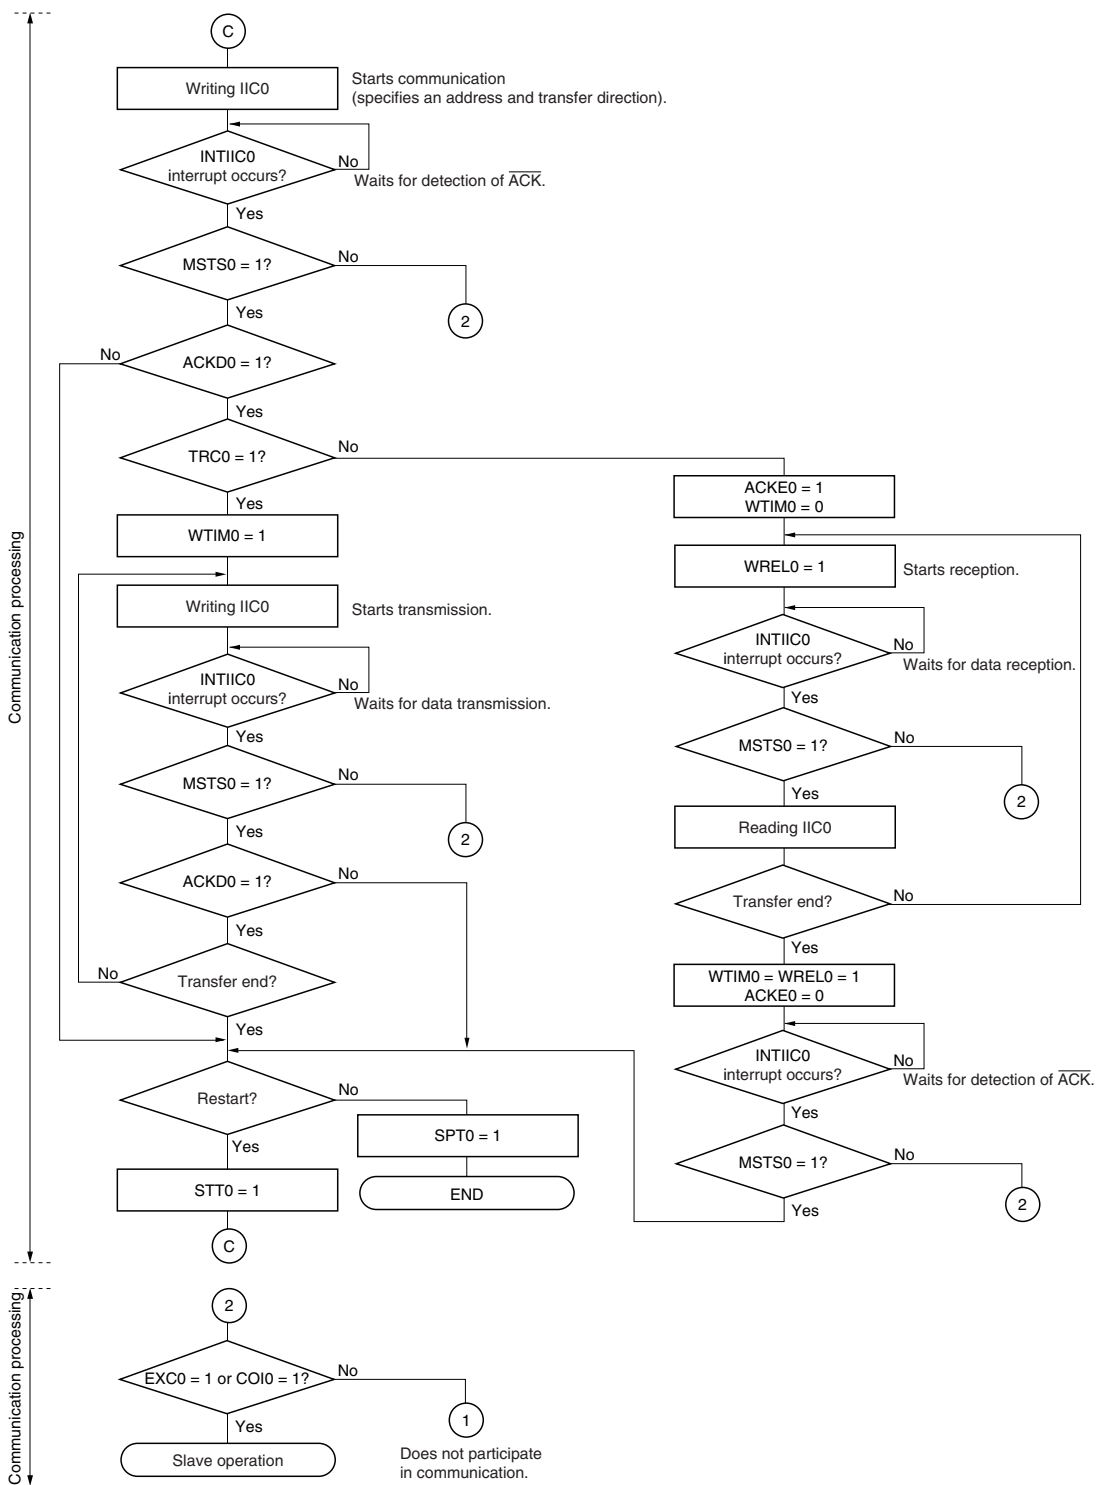 C
Writing IIC0
Starts communication
(specifies an address and transfer direction).
INTIIC0
interrupt occurs?
No
Waits for detection of ACK.
Yes
MSTS0 = 1?
No
2
Yes
ACKD0 = 1?
No
Yes
TRC0 = 1?
No
Yes
WTIM0 = 1
Writing IIC0
Starts transmission.
INTIIC0
interrupt occurs?
No
Waits for data transmission.
Yes
MSTS0 = 1?
No
2
Yes
ACKD0 = 1?
No
Yes
Transfer end?
No
Yes
Restart?
No
SPT0 = 1
END
Yes
STT0 = 1
C
ACKE0 = 1
WTIM0 = 0
WREL0 = 1
Starts reception.
INTIIC0
interrupt occurs?
No
Waits for data reception.
Yes
MSTS0 = 1?
No
2
Yes
Reading IIC0
Transfer end?
No
Yes
WTIM0 = WREL0 = 1
ACKE0 = 0
INTIIC0
interrupt occurs?
No
Waits for detection of ACK.
Yes
MSTS0 = 1?
No
2
Yes
Communication processing
2
EXC0 = 1 or COI0 = 1?
No
1
Does not participate
in communication.
Yes
Slave operation
Communication processing